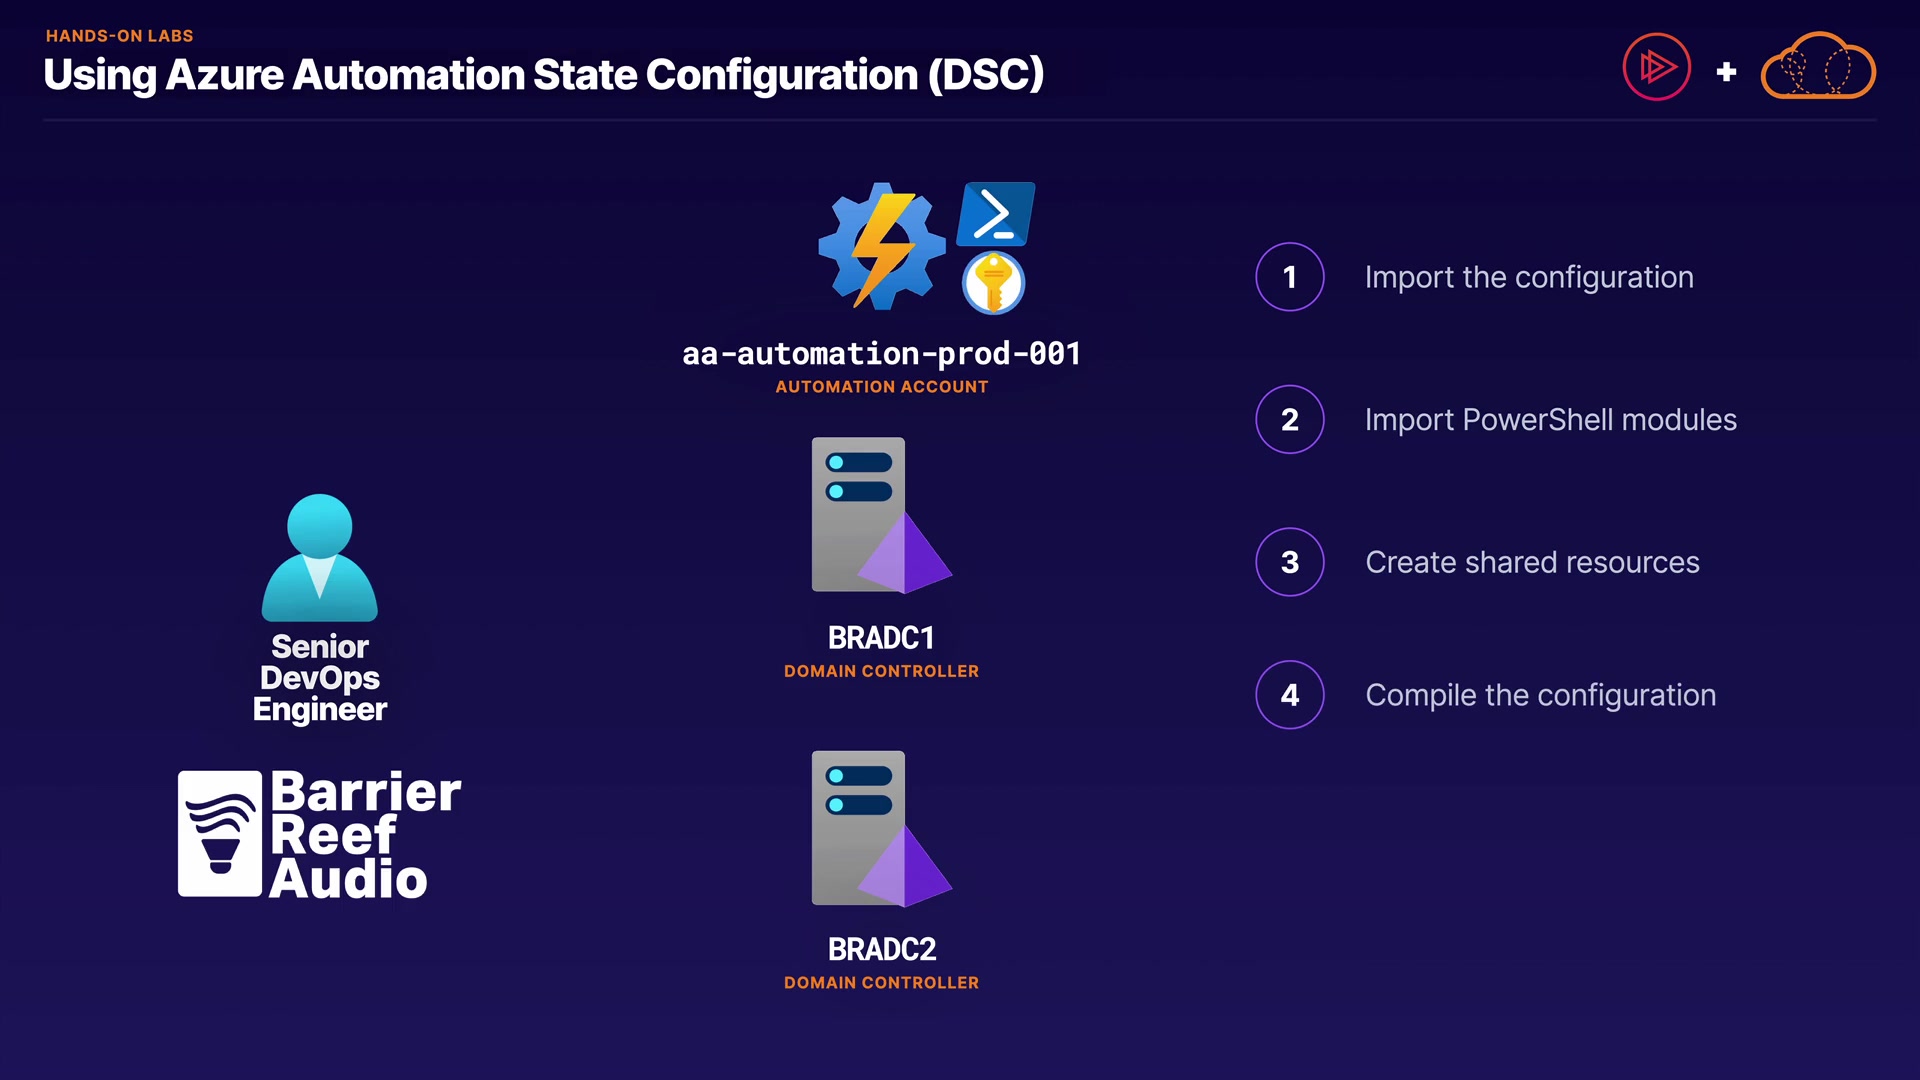 HANDS-ON LABS
Using Azure Automation State Configuration (DSC)
aa-automation-prod-001
AUTOMATION ACCOUNT
BRADC1
DOMAIN CONTROLLER
BRADC2
DOMAIN CONTROLLER
Senior
DevOps
Engineer
Barrier
Reef
Audio
1 Import the configuration
2 Import PowerShell modules
3 Create shared resources
4 Compile the configuration